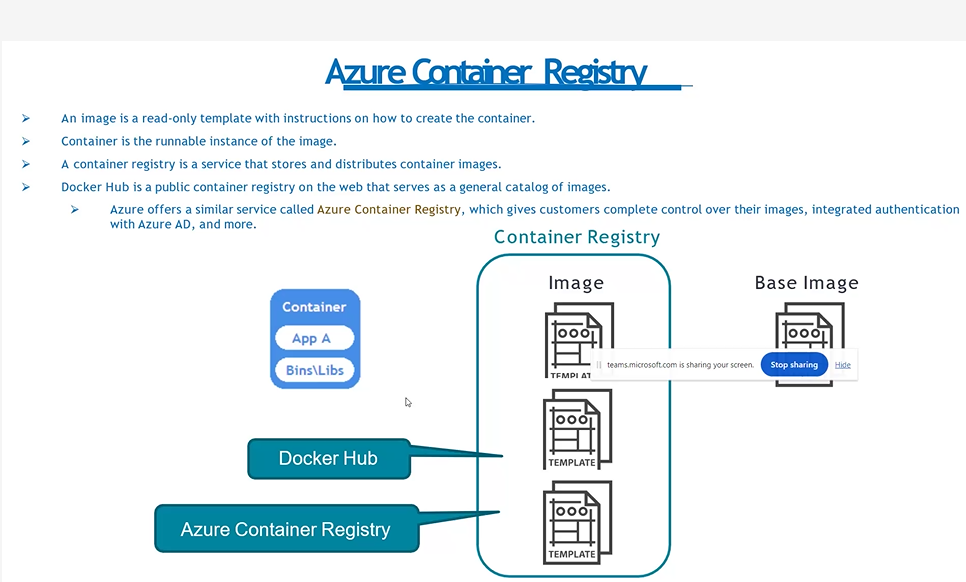 Azure Container Registry
An image is a read-only template with instructions on how to create the container.
Container is the runnable instance of the image.
A container registry is a service that stores and distributes container images.
Docker Hub is a public container registry on the web that serves as a general catalog of images.
Azure offers a similar service called Azure Container Registry, which gives customers complete control over their images, integrated authentication
with Azure AD, and more.
Container Registry
Image
Base Image
Container
App A
Bins\Libs
TEMPLAT
teams.microsoft.com is sharing your screen.
Stop sharing
Hide
Docker Hub
TEMPLATE
Azure Container Registry
TEMPLATE